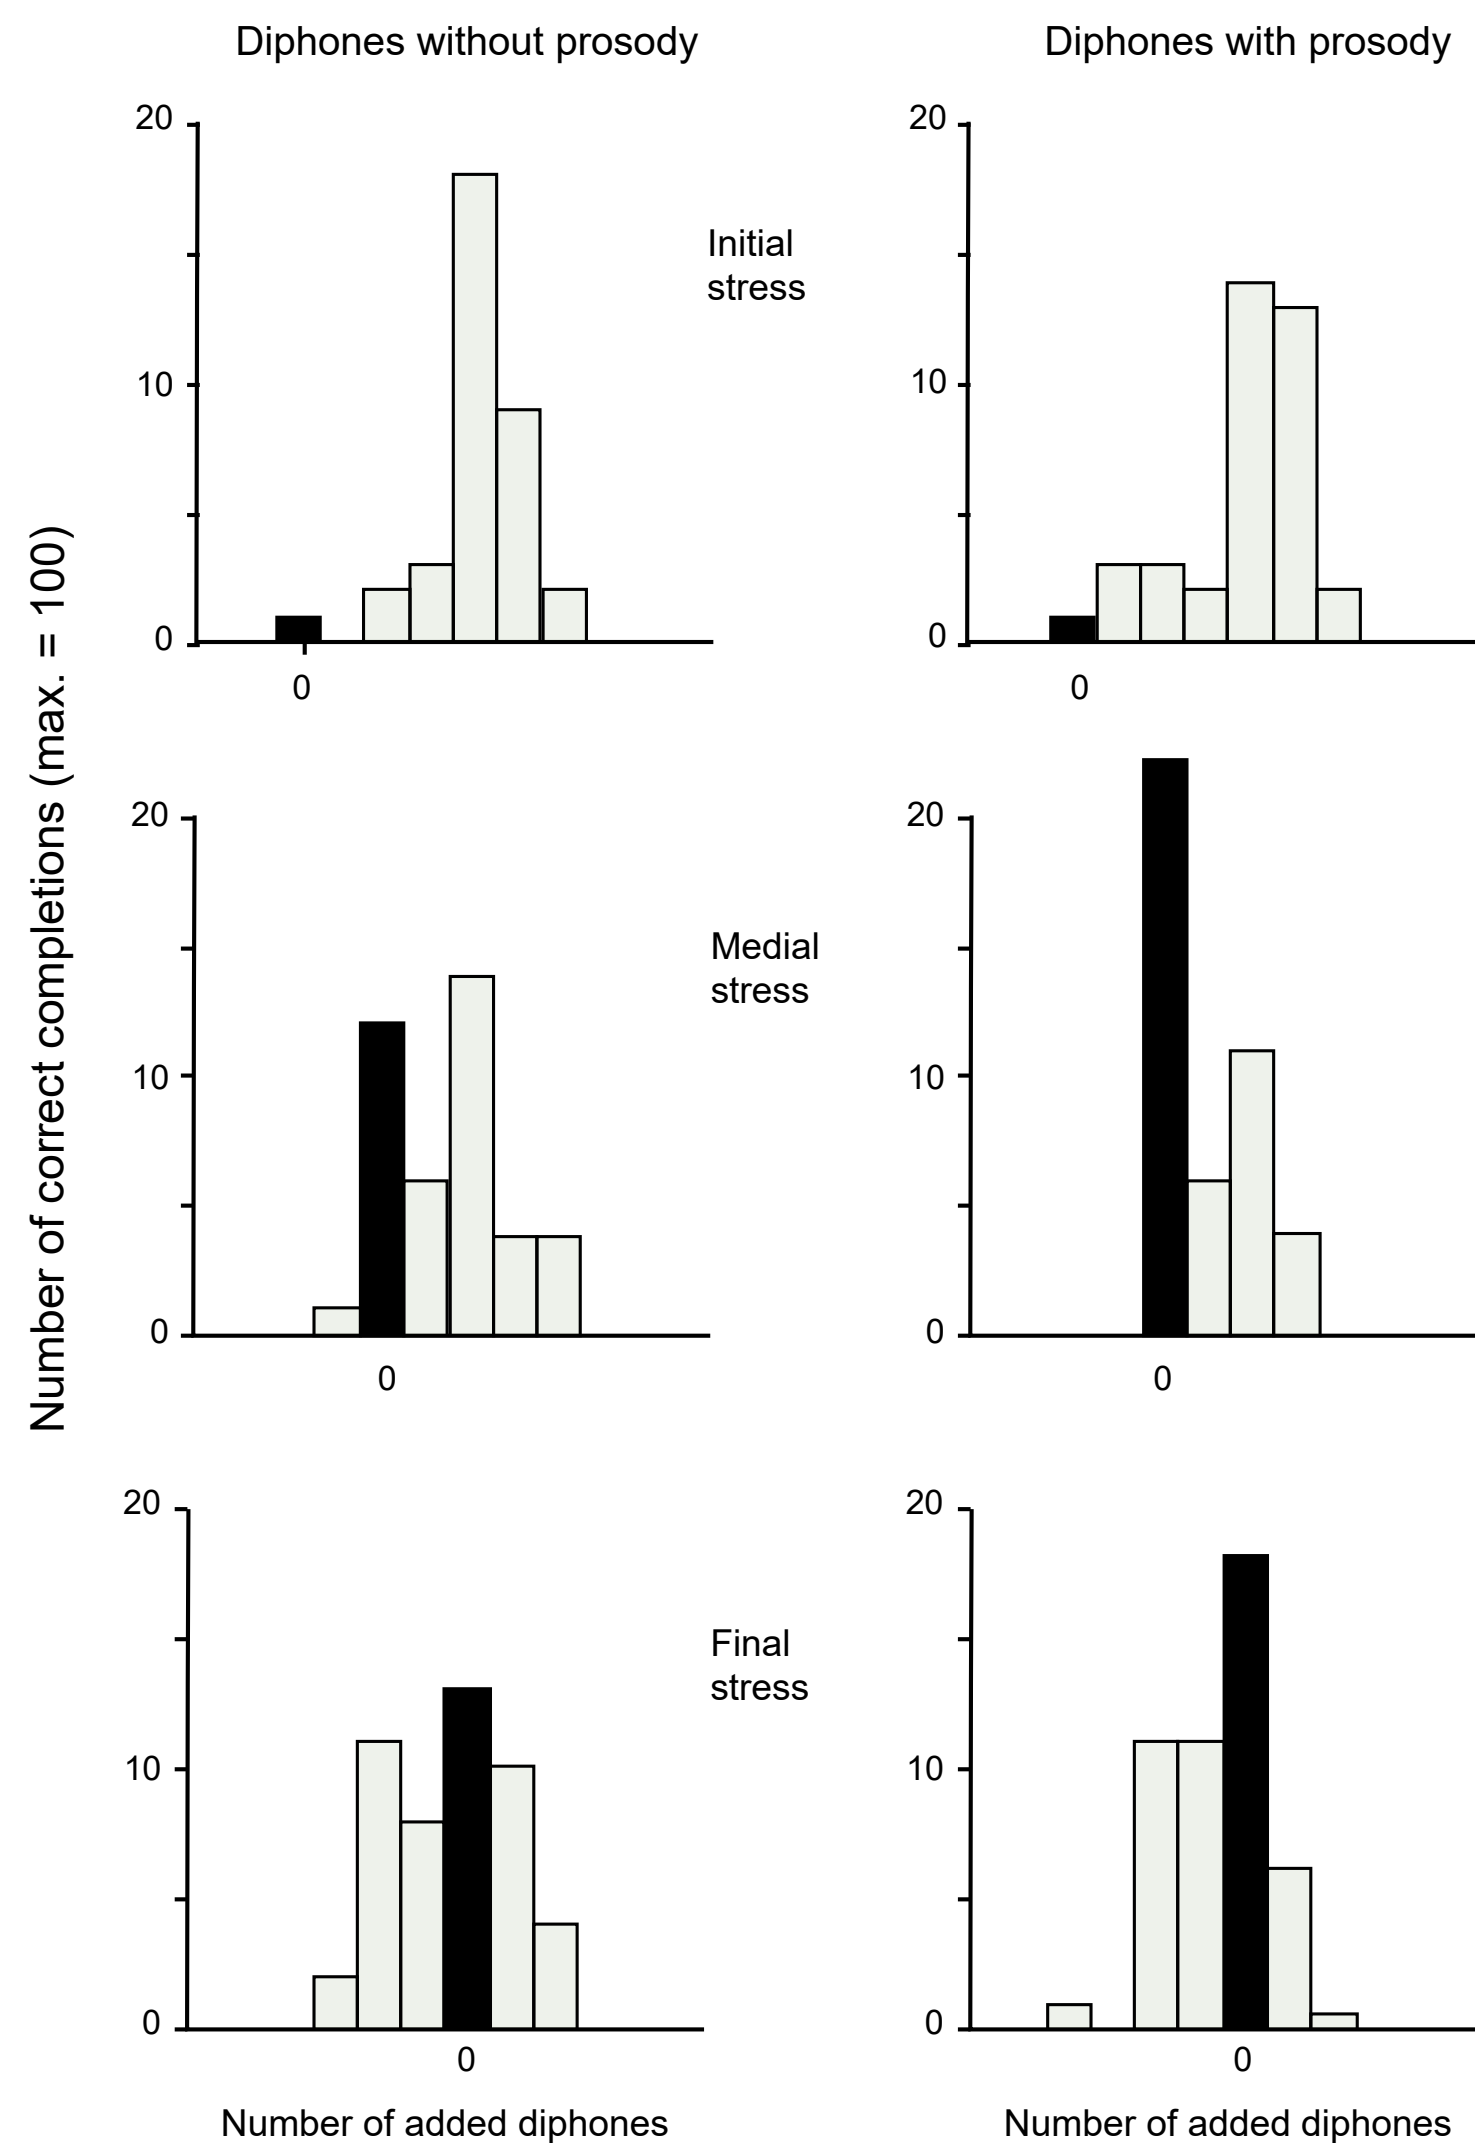 Diphones without prosody
Diphones with prosody
Number of correct completions (max. = 100)
20
10
0
0
Initial
stress
20
10
0
0
20
10
0
0
Medial
stress
20
10
0
0
20
10
0
0
Number of added diphones
Final
stress
20
10
0
0
Number of added diphones